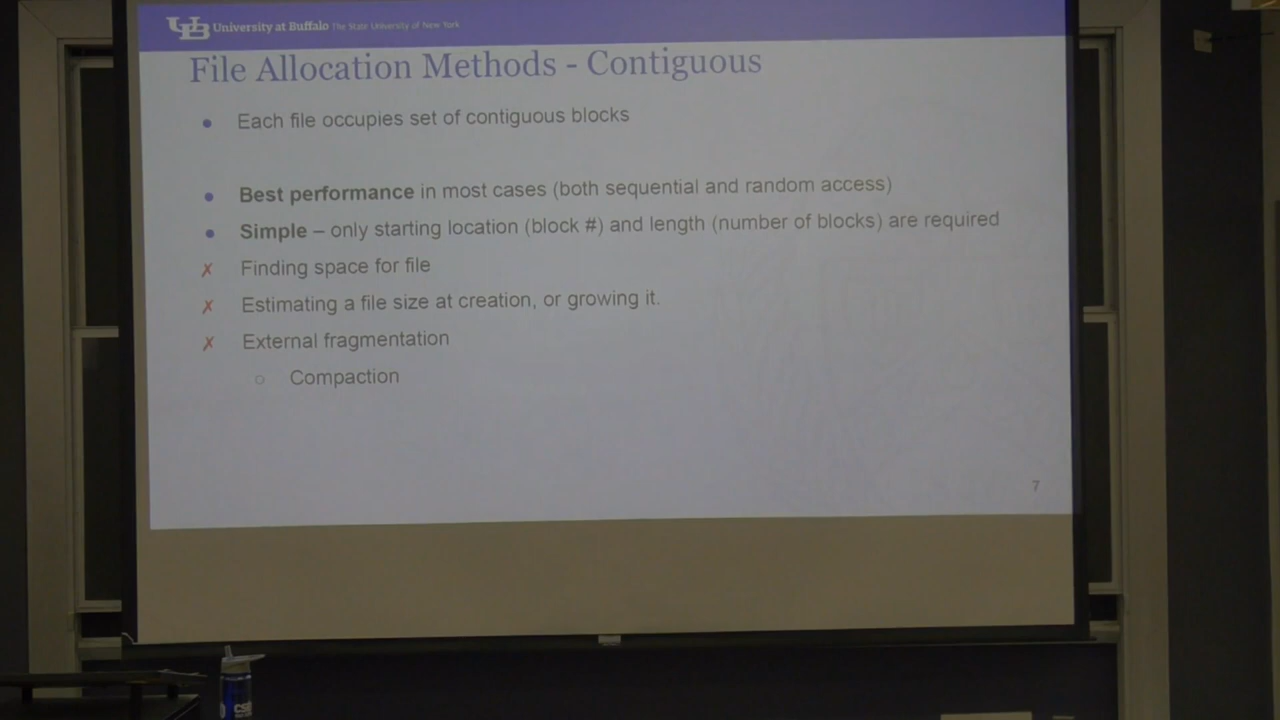 University at Buffalo The State University of New York
File Allocation Methods - Contiguous
• Each file occupies set of contiguous blocks
• Best performance in most cases (both sequential and random access)
• Simple – only starting location (block #) and length (number of blocks) are required
✗ Finding space for file
✗ Estimating a file size at creation, or growing it.
✗ External fragmentation
○ Compaction
7